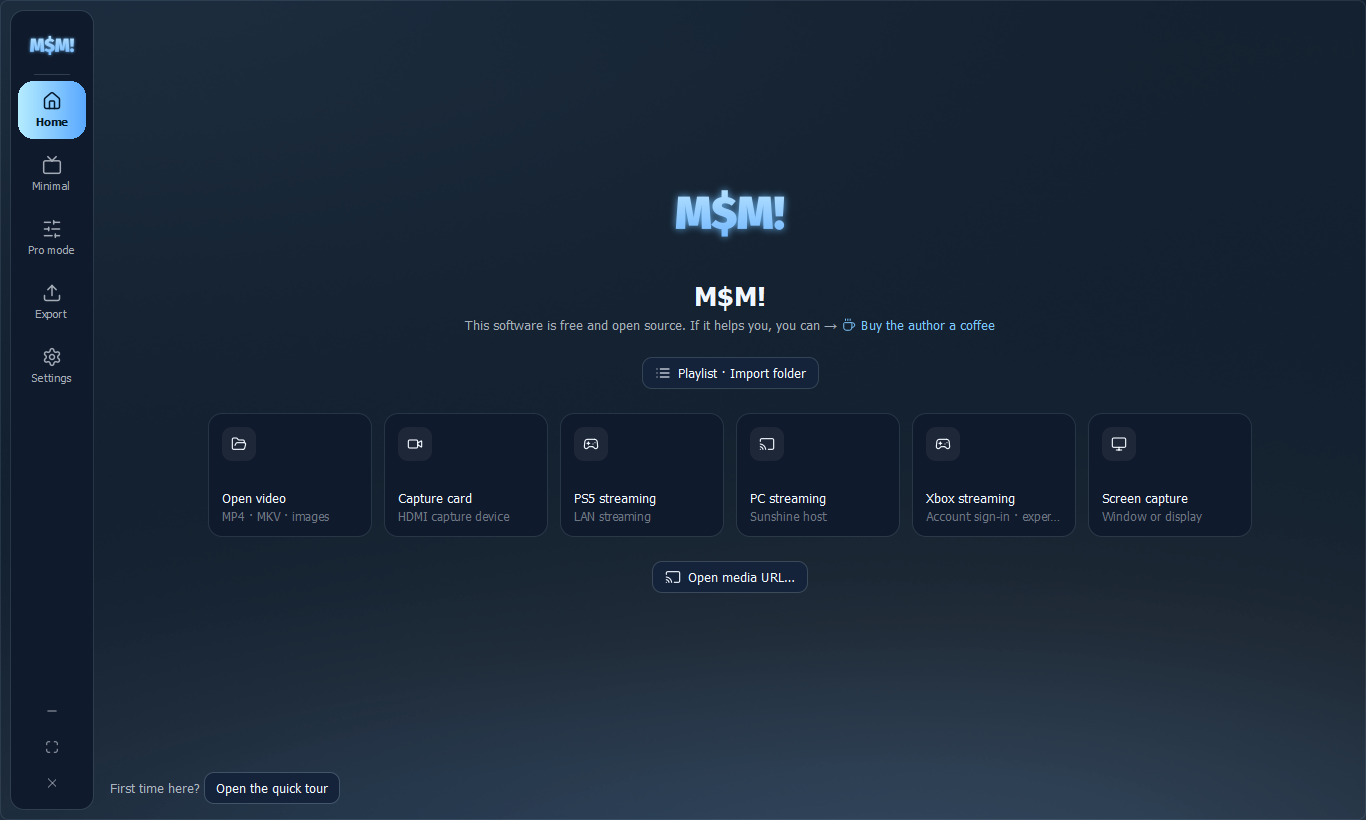 M$M!
Home
Minimal
Pro mode
Export
Settings
M$M!
M$M!
This software is free and open source. If it helps you, you can → Buy the author a coffee
Playlist · Import folder
Open video
MP4 · MKV · images
Capture card
HDMI capture device
PS5 streaming
LAN streaming
PC streaming
Sunshine host
Xbox streaming
Account sign-in · exper...
Screen capture
Window or display
Open media URL...
First time here? Open the quick tour